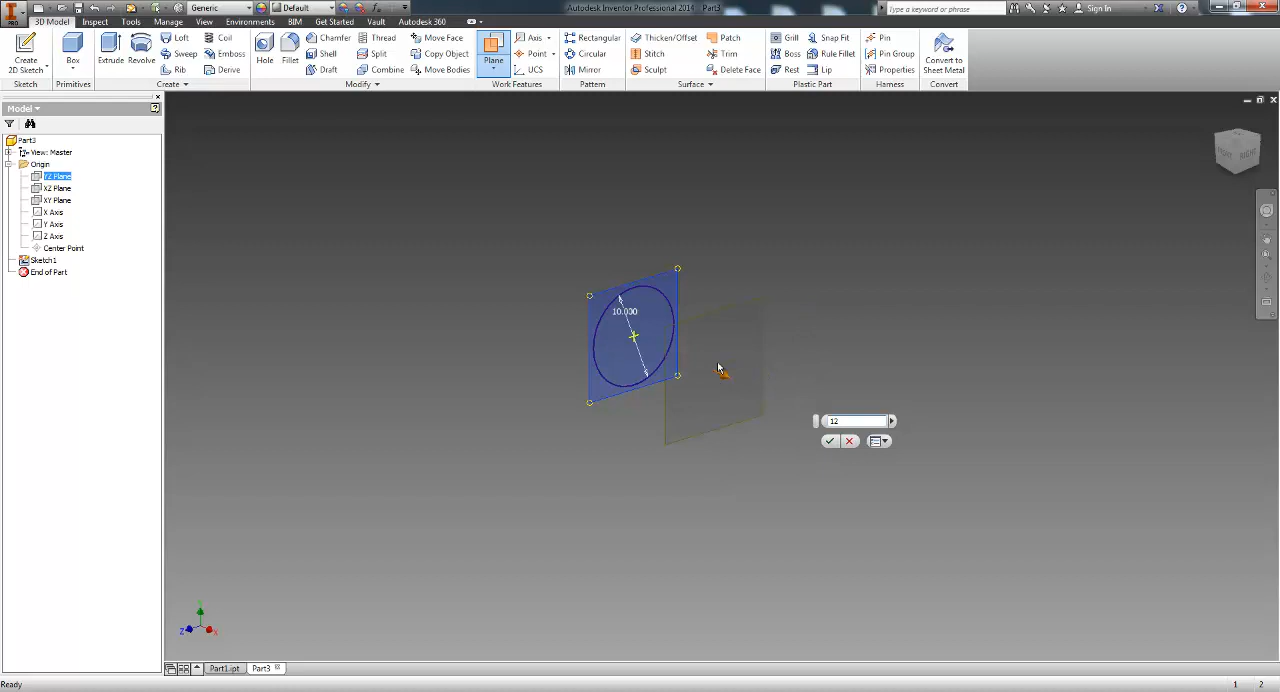 Generic
Default
Autodesk Inventor Professional 2014 Part3
Type a keyword or phrase
Sign In
PRO
3D Model Inspect Tools Manage View Environments BIM Get Started Vault Autodesk 360
Create
2D Sketch
Box
Extrude
Revolve
Loft
Sweep
Rib
Coil
Emboss
Derive
Hole
Fillet
Chamfer
Shell
Draft
Thread
Split
Combine
Move Face
Copy Object
Move Bodies
Plane
Axis
Point
UCS
Rectangular
Circular
Mirror
Thicken/Offset
Stitch
Sculpt
Patch
Trim
Delete Face
Grill
Boss
Rest
Snap Fit
Rule Fillet
Lip
Pin
Pin Group
Properties
Convert to
Sheet Metal
Sketch Primitives Create Modify Work Features Pattern Surface Plastic Part Harness Convert
Model
Part3
View: Master
Origin
YZ Plane
XZ Plane
XY Plane
X Axis
Y Axis
Z Axis
Center Point
Sketch1
End of Part
FRONT RIGHT
10.000
12
Y
Z
X
Part1.ipt Part3
Ready
1 2